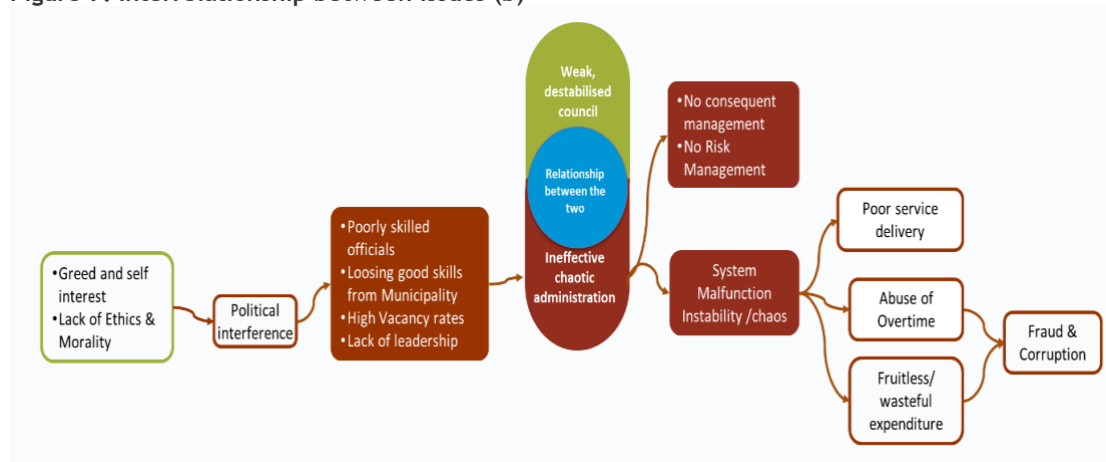 •Greed and self
interest
•Lack of Ethics &
Morality
Political
interference
•Poorly skilled
officials
•Loosing good skills
from Municipality
•High Vacancy rates
•Lack of leadership
Weak,
destabilised
council
Relationship
between the
two
Ineffective
chaotic
administration
•No consequent
management
•No Risk
Management
System
Malfunction
Instability /chaos
Poor service
delivery
Abuse of
Overtime
Fruitless/
wasteful
expenditure
Fraud &
Corruption